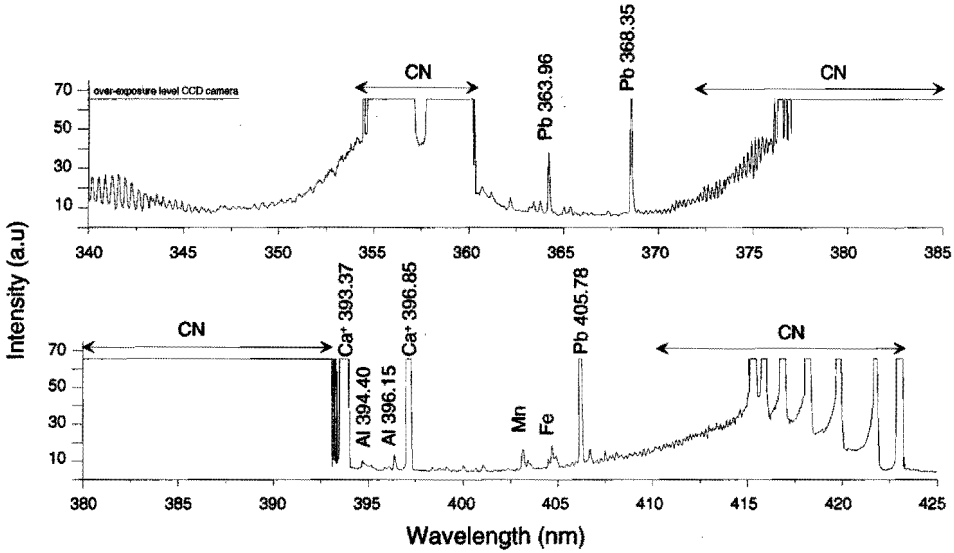 CN
Pb 363.96
Pb 368.35
CN
over-exposure level CCD camera
70
50
30
10
340 345 350 355 360 365 370 375 380 385
Intensity (a.u)
CN
Ca+ 393.37
Al 394.40
Al 396.15
Ca+ 396.85
Mn
Fe
Pb 405.78
CN
70
50
30
10
380 385 390 395 400 405 410 415 420 425
Wavelength (nm)